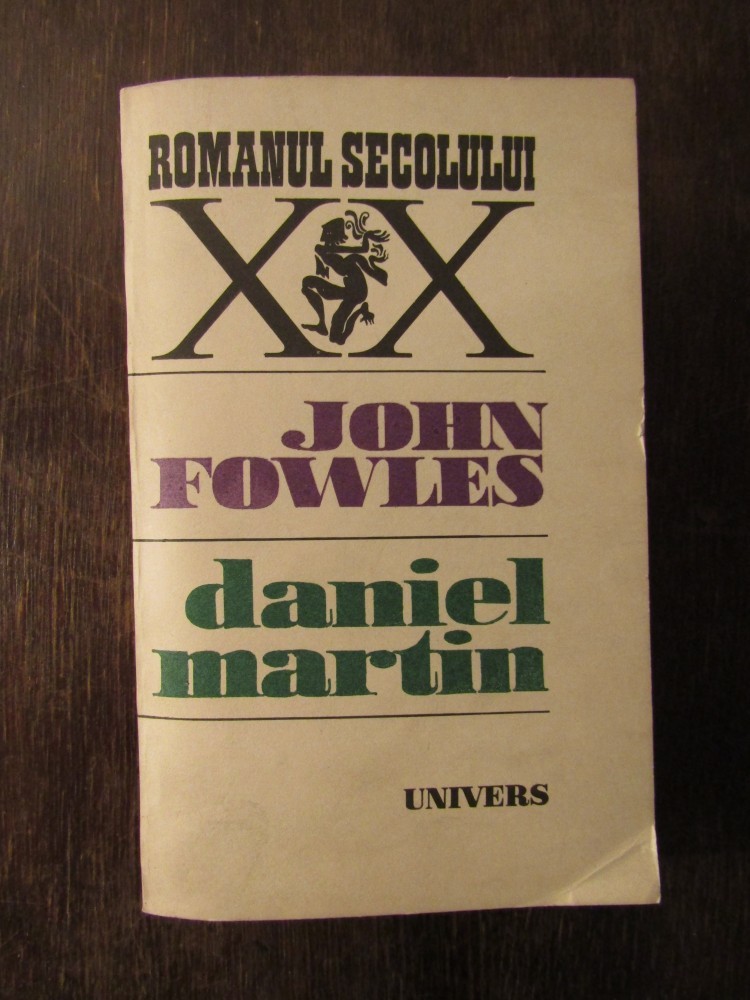 ROMANUL SECOLULUI
XX
JOHN
FOWLES
daniel
martin
UNIVERS